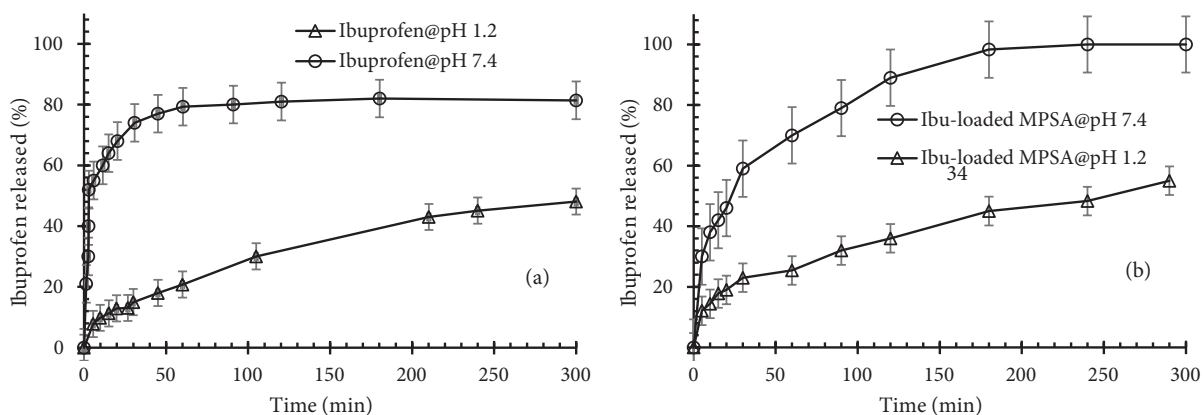 Ibuprofen released (%)
100
80
60
40
20
0
Ibuprofen@pH 1.2
Ibuprofen@pH 7.4
(a)
0 50 100 150 200 250 300
Time (min)
Ibuprofen released (%)
100
80
60
40
20
0
Ibu-loaded MPSA@pH 7.4
Ibu-loaded MPSA@pH 1.2
34
(b)
0 50 100 150 200 250 300
Time (min)